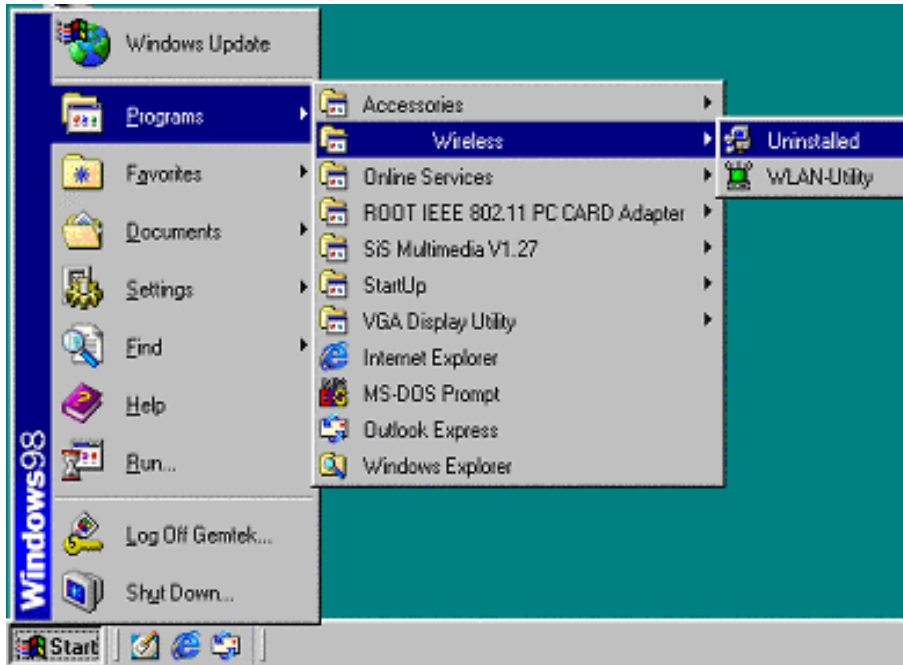 Windows Update
Programs
Favorites
Documents
Settings
Find
Help
Run...
Log Off Gemtek...
Shut Down...
Windows98
Accessories
Wireless
Online Services
ROOT IEEE 802.11 PC CARD Adapter
SiS Multimedia V1.27
StartUp
VGA Display Utility
Internet Explorer
MS-DOS Prompt
Outlook Express
Windows Explorer
Uninstalled
WLAN-Utility
Start